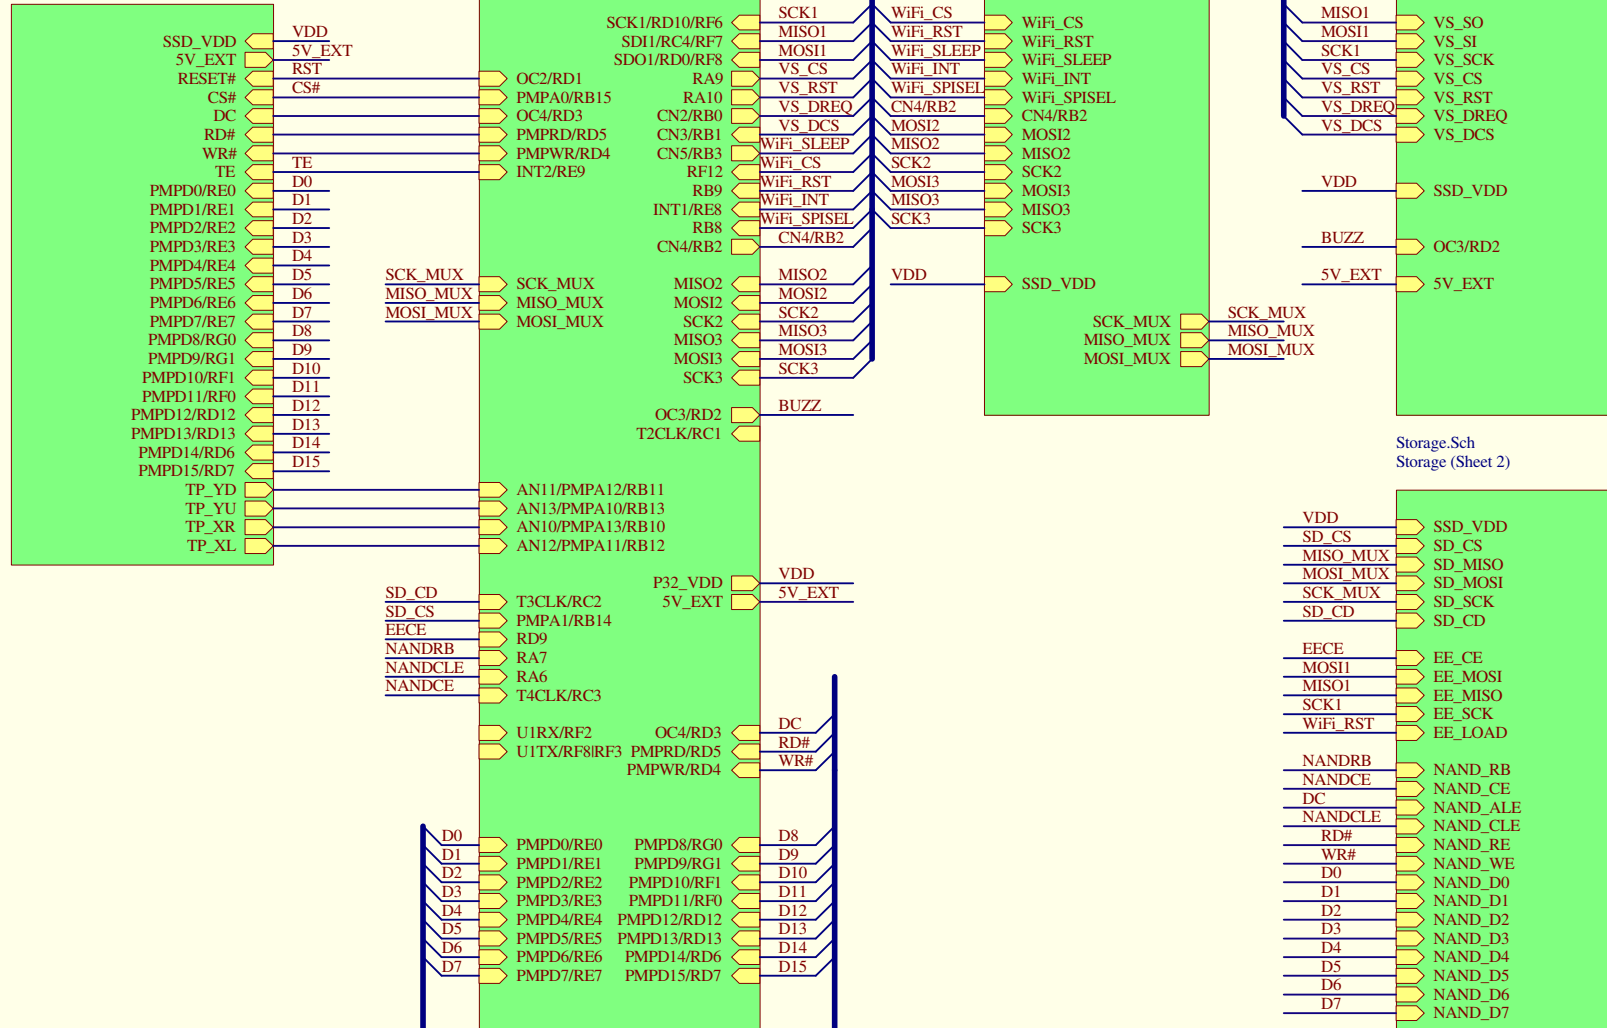 VDD
SSD_VDD
5V_EXT
5V_EXT
RST
RESET#
CS#
CS#
DC
RD#
WR#
TE
TE
D0
PMPD0/RE0
D1
PMPD1/RE1
D2
PMPD2/RE2
D3
PMPD3/RE3
D4
PMPD4/RE4
D5
PMPD5/RE5
D6
PMPD6/RE6
D7
PMPD7/RE7
D8
PMPD8/RG0
D9
PMPD9/RG1
D10
PMPD10/RF1
D11
PMPD11/RF0
D12
PMPD12/RD12
D13
PMPD13/RD13
D14
PMPD14/RD6
D15
PMPD15/RD7
TP_YD
TP_YU
TP_XR
TP_XL
OC2/RD1
PMPA0/RB15
OC4/RD3
PMPRD/RD5
PMPWR/RD4
INT2/RE9
SCK_MUX
SCK_MUX
MISO_MUX
MISO_MUX
MOSI_MUX
MOSI_MUX
AN11/PMPA12/RB11
AN13/PMPA10/RB13
AN10/PMPA13/RB10
AN12/PMPA11/RB12
SD_CD
T3CLK/RC2
SD_CS
PMPA1/RB14
EECE
RD9
NANDRB
RA7
NANDCLE
RA6
NANDCE
T4CLK/RC3
U1RX/RF2
U1TX/RF8|RF3
D0
PMPD0/RE0
D1
PMPD1/RE1
D2
PMPD2/RE2
D3
PMPD3/RE3
D4
PMPD4/RE4
D5
PMPD5/RE5
D6
PMPD6/RE6
D7
PMPD7/RE7
SCK1
SCK1/RD10/RF6
MISO1
SDI1/RC4/RF7
MOSI1
SDO1/RD0/RF8
VS_CS
RA9
VS_RST
RA10
VS_DREQ
CN2/RB0
VS_DCS
CN3/RB1
WiFi_SLEEP
CN5/RB3
WiFi_CS
RF12
WiFi_RST
RB9
WiFi_INT
INT1/RE8
WiFi_SPISEL
RB8
CN4/RB2
CN4/RB2
MISO2
MISO2
MOSI2
MOSI2
SCK2
SCK2
MISO3
MISO3
MOSI3
MOSI3
SCK3
SCK3
BUZZ
OC3/RD2
T2CLK/RC1
VDD
P32_VDD
5V_EXT
5V_EXT
DC
OC4/RD3
RD#
PMPRD/RD5
WR#
PMPWR/RD4
D8
PMPD8/RG0
D9
PMPD9/RG1
D10
PMPD10/RF1
D11
PMPD11/RF0
D12
PMPD12/RD12
D13
PMPD13/RD13
D14
PMPD14/RD6
D15
PMPD15/RD7
WiFi_CS
WiFi_CS
WiFi_RST
WiFi_RST
WiFi_SLEEP
WiFi_SLEEP
WiFi_INT
WiFi_INT
WiFi_SPISEL
WiFi_SPISEL
CN4/RB2
CN4/RB2
MOSI2
MOSI2
MISO2
MISO2
SCK2
SCK2
MOSI3
MOSI3
MISO3
MISO3
SCK3
SCK3
VDD
SSD_VDD
SCK_MUX
SCK_MUX
MISO_MUX
MISO_MUX
MOSI_MUX
MOSI_MUX
MISO1
VS_SO
MOSI1
VS_SI
SCK1
VS_SCK
VS_CS
VS_CS
VS_RST
VS_RST
VS_DREQ
VS_DREQ
VS_DCS
VS_DCS
VDD
SSD_VDD
BUZZ
OC3/RD2
5V_EXT
5V_EXT
Storage.Sch
Storage (Sheet 2)
VDD
SSD_VDD
SD_CS
SD_CS
MISO_MUX
SD_MISO
MOSI_MUX
SD_MOSI
SCK_MUX
SD_SCK
SD_CD
SD_CD
EECE
EE_CE
MOSI1
EE_MOSI
MISO1
EE_MISO
SCK1
EE_SCK
WiFi_RST
EE_LOAD
NANDRB
NAND_RB
NANDCE
NAND_CE
DC
NAND_ALE
NANDCLE
NAND_CLE
RD#
NAND_RE
WR#
NAND_WE
D0
NAND_D0
D1
NAND_D1
D2
NAND_D2
D3
NAND_D3
D4
NAND_D4
D5
NAND_D5
D6
NAND_D6
D7
NAND_D7